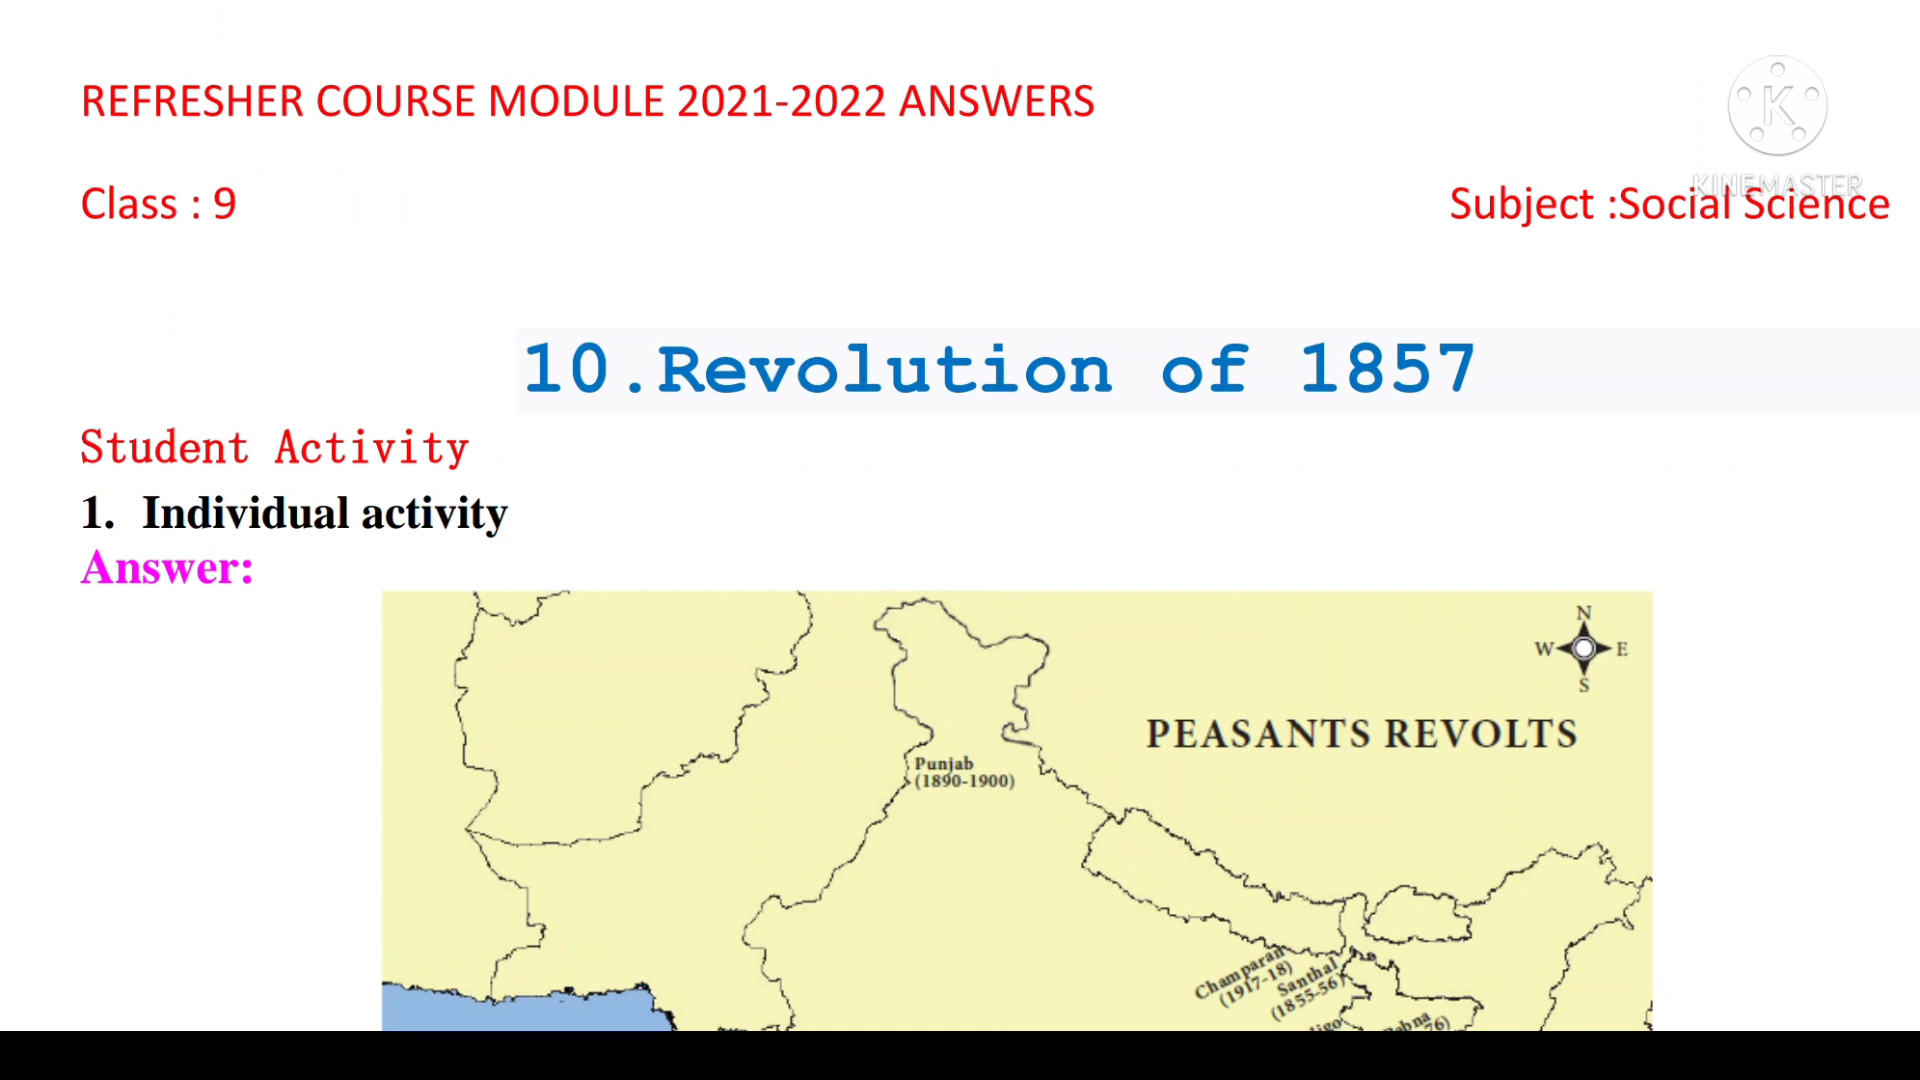 REFRESHER COURSE MODULE 2021-2022 ANSWERS
K
KINEMASTER
Class : 9
Subject :Social Science
10.Revolution of 1857
Student Activity
1. Individual activity
Answer:
N
W E
S
PEASANTS REVOLTS
Punjab
(1890-1900)
Champaran
(1917-18)
Santhal
(1855-56)